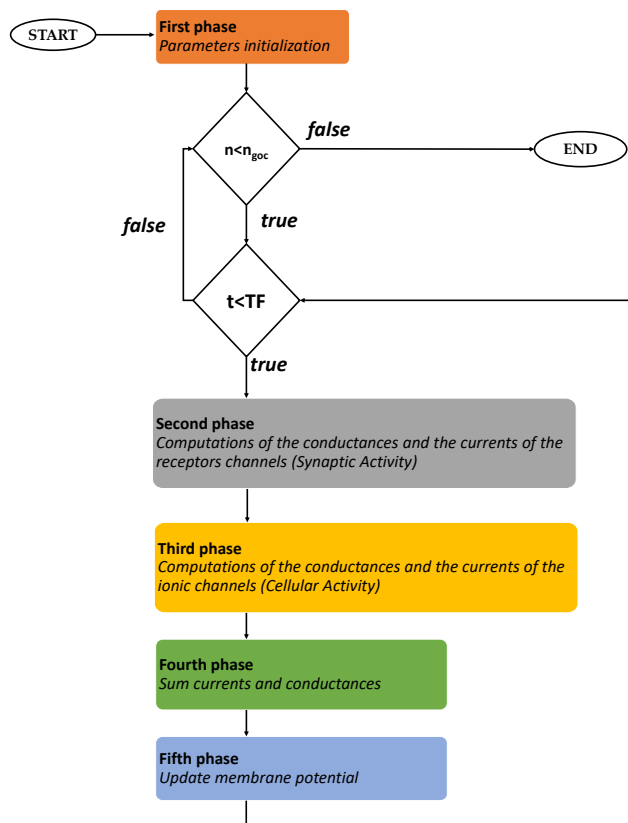 START
First phase
Parameters initialization
n<n_goc
false
END
true
false
t<TF
true
Second phase
Computations of the conductances and the currents of the
receptors channels (Synaptic Activity)
Third phase
Computations of the conductances and the currents of the
ionic channels (Cellular Activity)
Fourth phase
Sum currents and conductances
Fifth phase
Update membrane potential